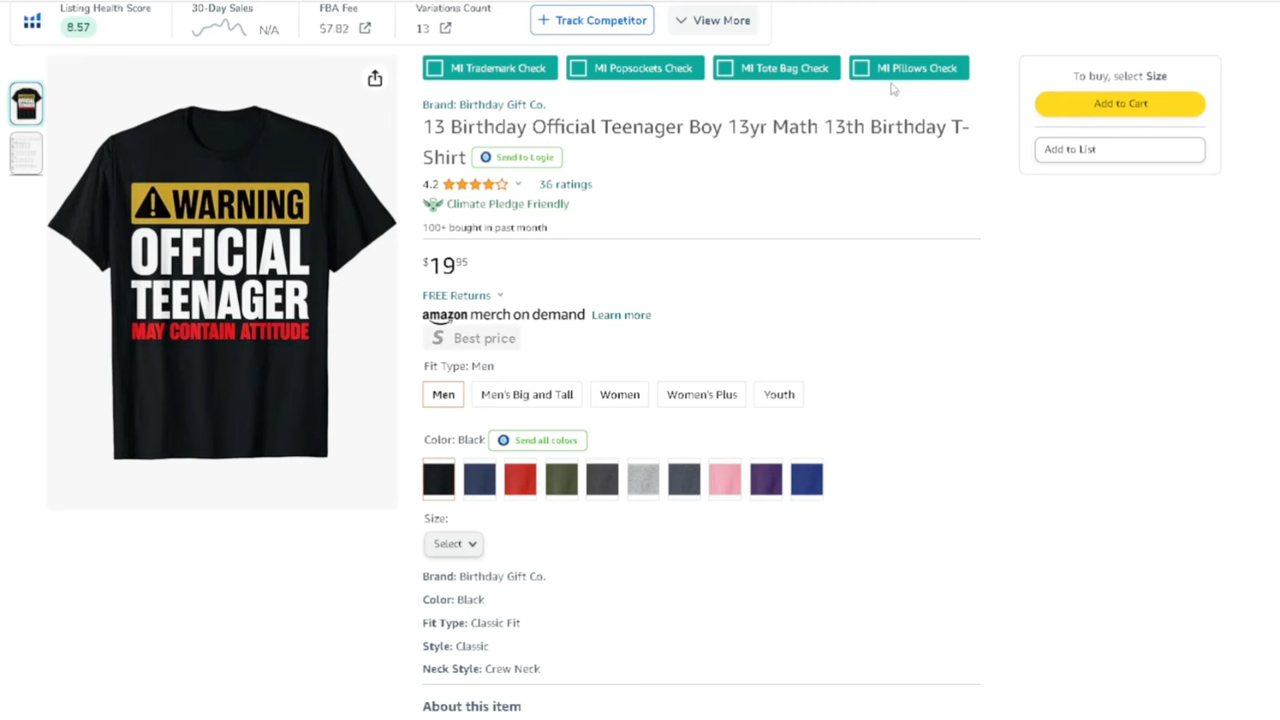 Listing Health Score
8.57
30-Day Sales
N/A
FBA Fee
$7.82
Variations Count
13
+ Track Competitor
View More
MI Trademark Check
MI Popsockets Check
MI Tote Bag Check
MI Pillows Check
Brand: Birthday Gift Co.
13 Birthday Official Teenager Boy 13yr Math 13th Birthday T-
Shirt
Send to Logie
4.2
36 ratings
Climate Pledge Friendly
100+ bought in past month
$19.95
FREE Returns
amazon merch on demand Learn more
S Best price
Fit Type: Men
Men
Men's Big and Tall
Women
Women's Plus
Youth
Color: Black
Send all colors
Size:
Select
Brand: Birthday Gift Co.
Color: Black
Fit Type: Classic Fit
Style: Classic
Neck Style: Crew Neck
About this item
WARNING
OFFICIAL
TEENAGER
MAY CONTAIN ATTITUDE
To buy, select Size
Add to Cart
Add to List